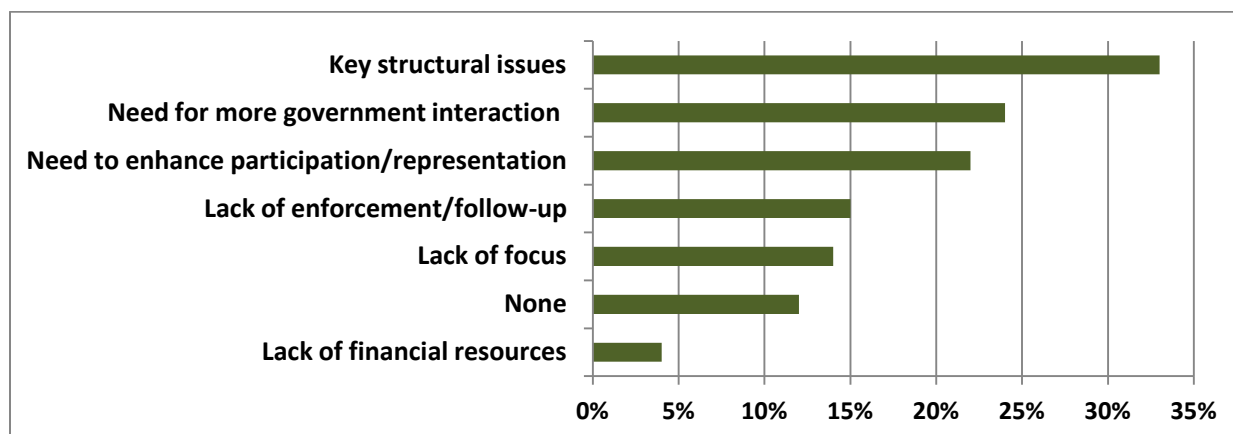 Key structural issues
Need for more government interaction
Need to enhance participation/representation
Lack of enforcement/follow-up
Lack of focus
None
Lack of financial resources
0% 5% 10% 15% 20% 25% 30% 35%